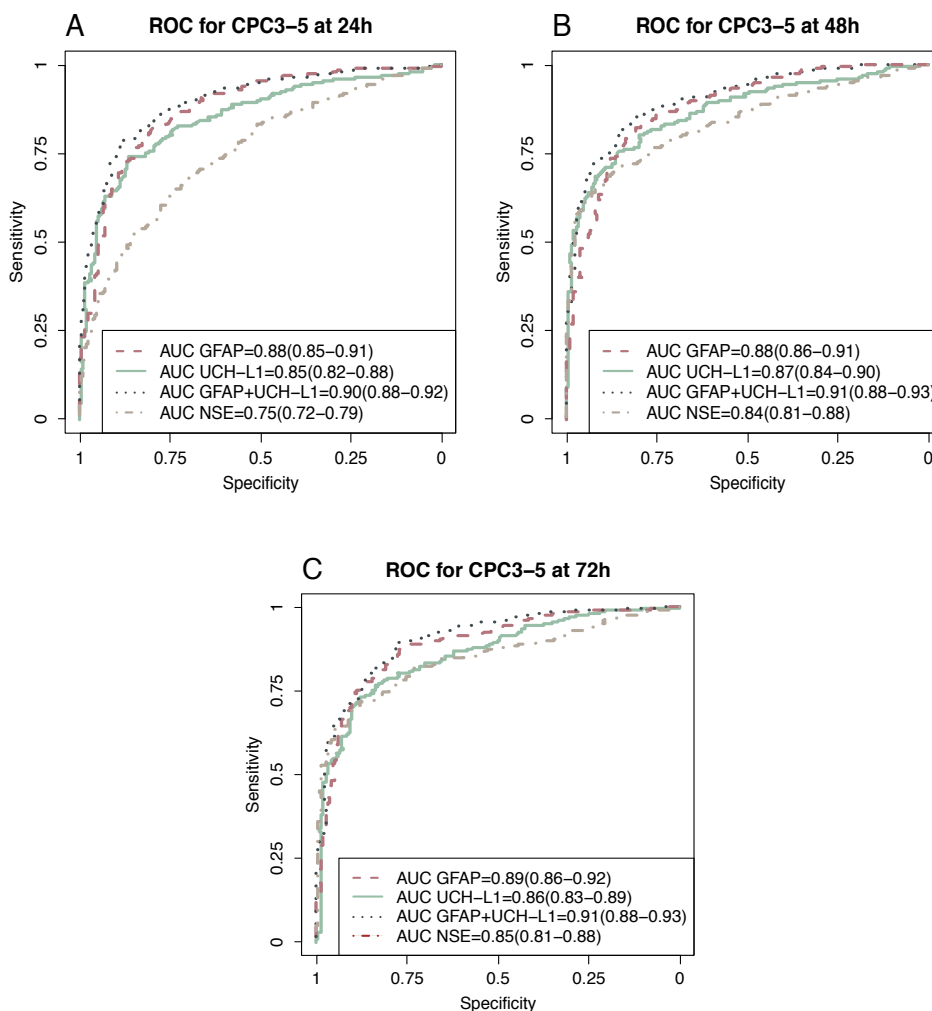 A
ROC for CPC3–5 at 24h
1
0.75
0.5
0.25
0
Sensitivity
AUC GFAP=0.88(0.85–0.91)
AUC UCH–L1=0.85(0.82–0.88)
AUC GFAP+UCH–L1=0.90(0.88–0.92)
AUC NSE=0.75(0.72–0.79)
1 0.75 0.5 0.25 0
Specificity
B
ROC for CPC3–5 at 48h
1
0.75
0.5
0.25
0
Sensitivity
AUC GFAP=0.88(0.86–0.91)
AUC UCH–L1=0.87(0.84–0.90)
AUC GFAP+UCH–L1=0.91(0.88–0.93)
AUC NSE=0.84(0.81–0.88)
1 0.75 0.5 0.25 0
Specificity
C
ROC for CPC3–5 at 72h
1
0.75
0.5
0.25
0
Sensitivity
AUC GFAP=0.89(0.86–0.92)
AUC UCH–L1=0.86(0.83–0.89)
AUC GFAP+UCH–L1=0.91(0.88–0.93)
AUC NSE=0.85(0.81–0.88)
1 0.75 0.5 0.25 0
Specificity